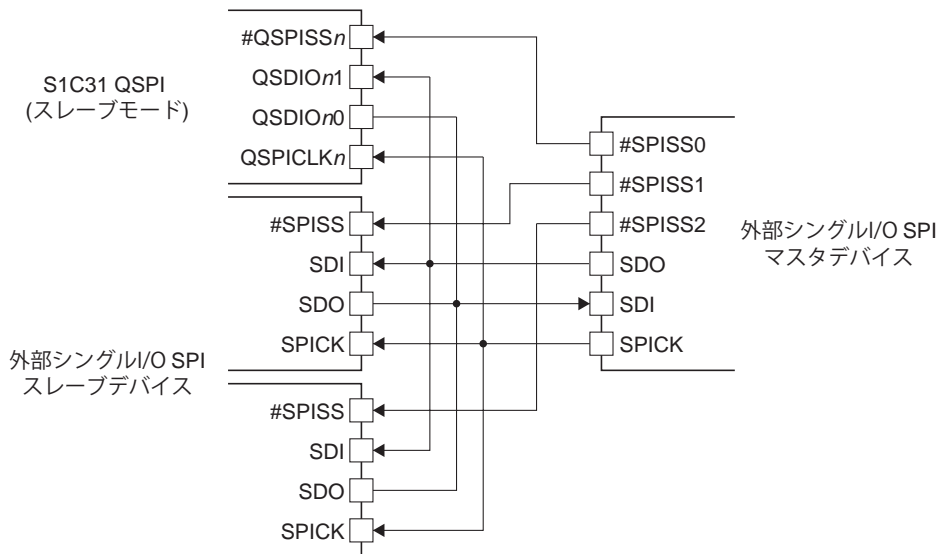 #QSPISSn
QSDIOn1
QSDIOn0
QSPICLKn
S1C31 QSPI
(スレーブモード)
#SPISS
SDI
SDO
SPICK
外部シングルI/O SPI
スレーブデバイス
#SPISS
SDI
SDO
SPICK
#SPISS0
#SPISS1
#SPISS2
SDO
SDI
SPICK
外部シングルI/O SPI
マスタデバイス